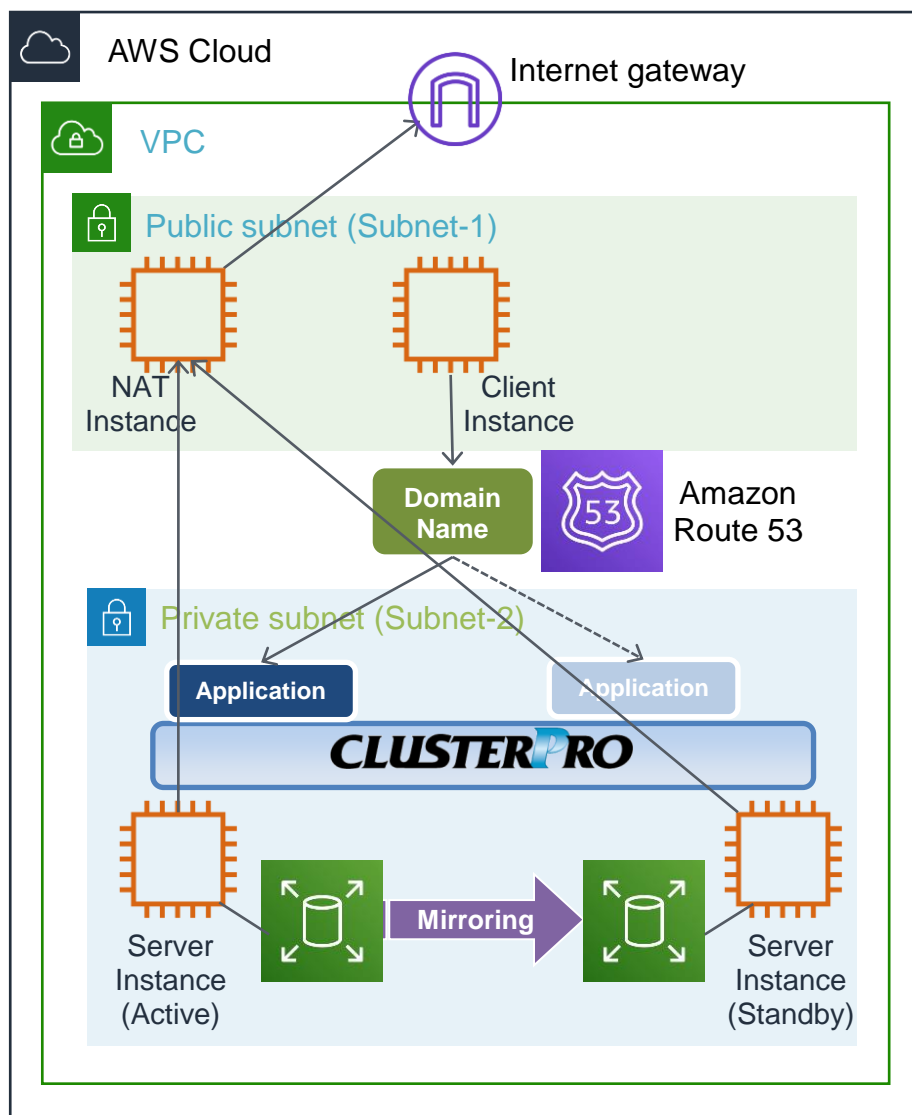 AWS Cloud
Internet gateway
VPC
Public subnet (Subnet-1)
NAT
Instance
Client
Instance
Domain
Name
53
Amazon
Route 53
Private subnet (Subnet-2)
Application
Application
CLUSTERPRO
Mirroring
Server
Instance
(Active)
Server
Instance
(Standby)